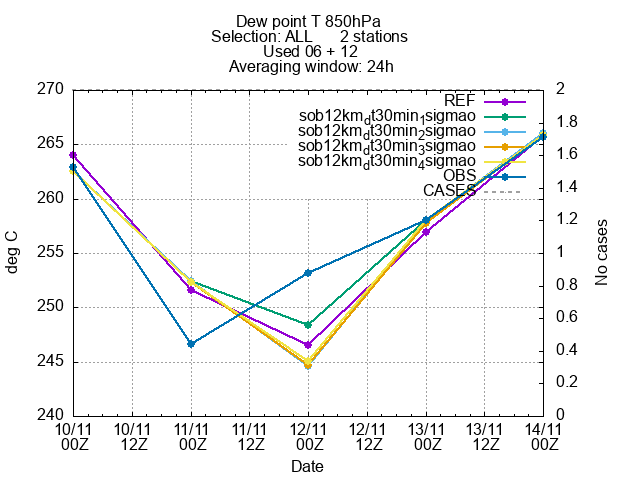 Dew point T 850hPa
Selection: ALL 2 stations
Used 06 + 12
Averaging window: 24h
270
265
260
255
250
245
240
deg C
2
1.8
1.6
1.4
1.2
1
0.8
0.6
0.4
0.2
0
No cases
REF
sob12km_dt30min_1sigmao
sob12km_dt30min_2sigmao
sob12km_dt30min_3sigmao
sob12km_dt30min_4sigmao
OBS
CASES
10/11 10/11 11/11 11/11 12/11 12/11 13/11 13/11 14/11
00Z 12Z 00Z 12Z 00Z 12Z 00Z 12Z 00Z
Date